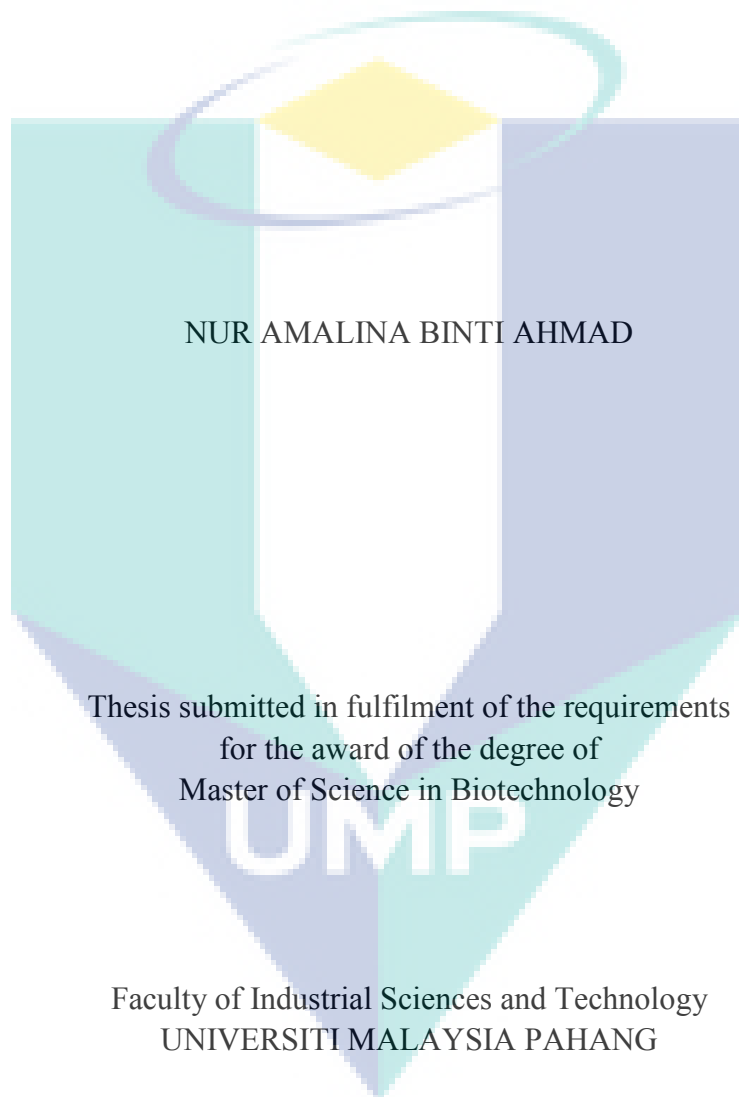 NUR AMALINA BINTI AHMAD
Thesis submitted in fulfilment of the requirements
for the award of the degree of
Master of Science in Biotechnology
UMP
Faculty of Industrial Sciences and Technology
UNIVERSITI MALAYSIA PAHANG